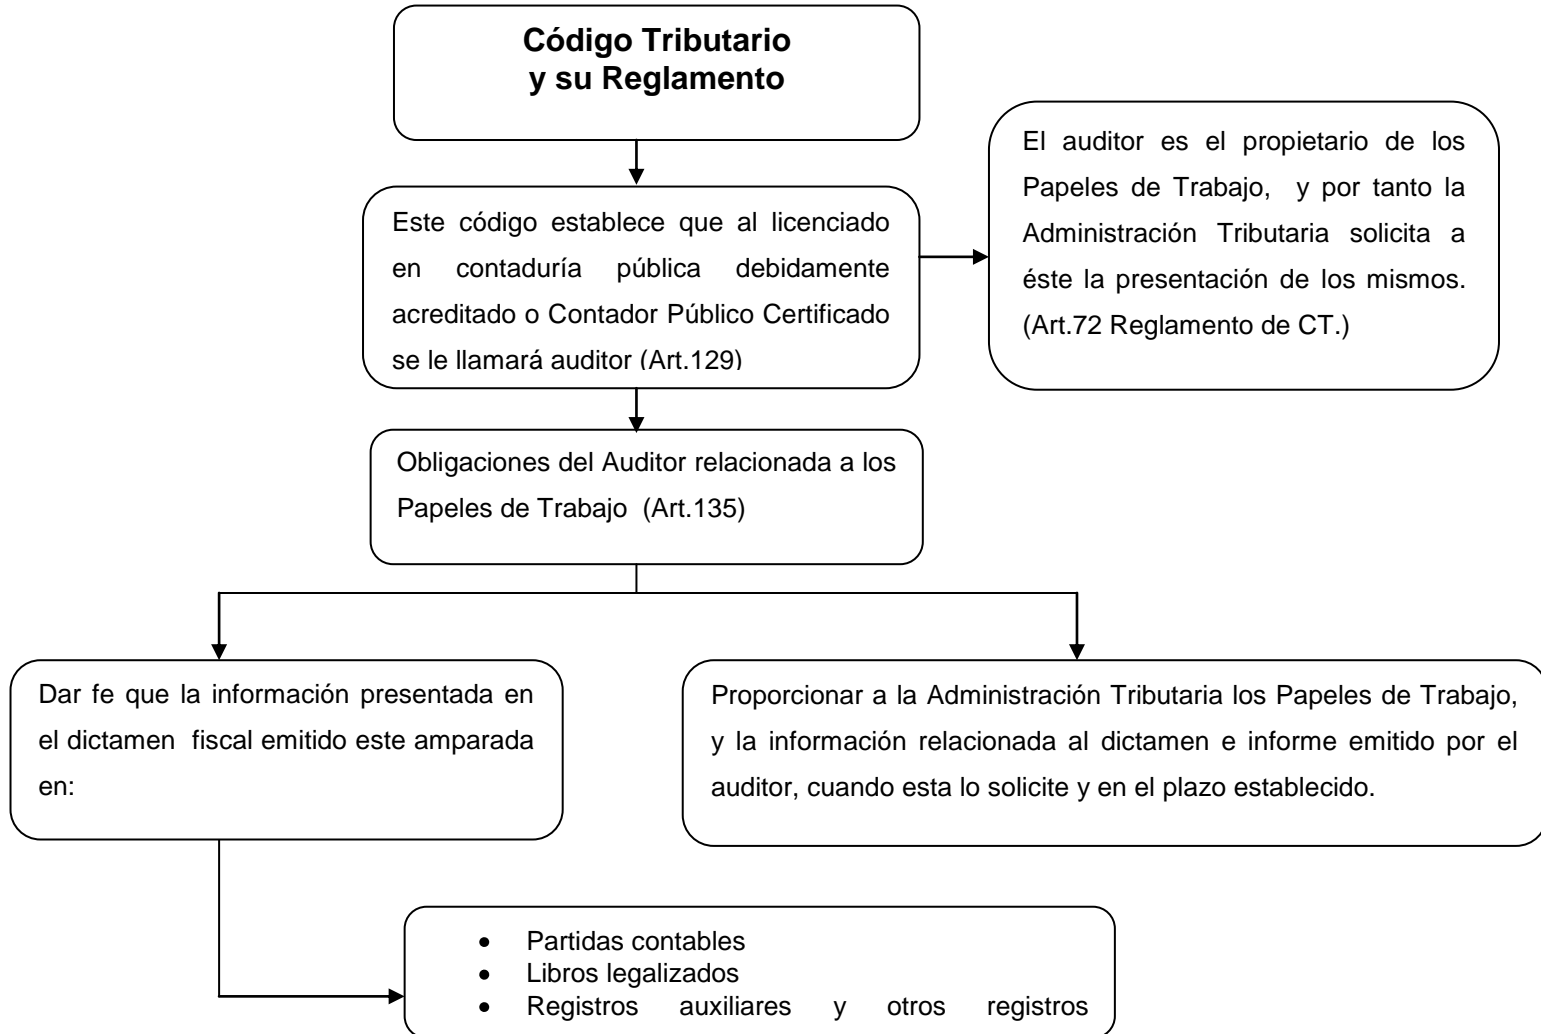 Código Tributario
y su Reglamento
El auditor es el propietario de los
Papeles de Trabajo, y por tanto la
Administración Tributaria solicita a
éste la presentación de los mismos.
(Art.72 Reglamento de CT.)
Este código establece que al licenciado
en contaduría pública debidamente
acreditado o Contador Público Certificado
se le llamará auditor (Art.129)
Obligaciones del Auditor relacionada a los
Papeles de Trabajo (Art.135)
Dar fe que la información presentada en
el dictamen fiscal emitido este amparada
en:
Proporcionar a la Administración Tributaria los Papeles de Trabajo,
y la información relacionada al dictamen e informe emitido por el
auditor, cuando esta lo solicite y en el plazo establecido.
• Partidas contables
• Libros legalizados
• Registros auxiliares y otros registros